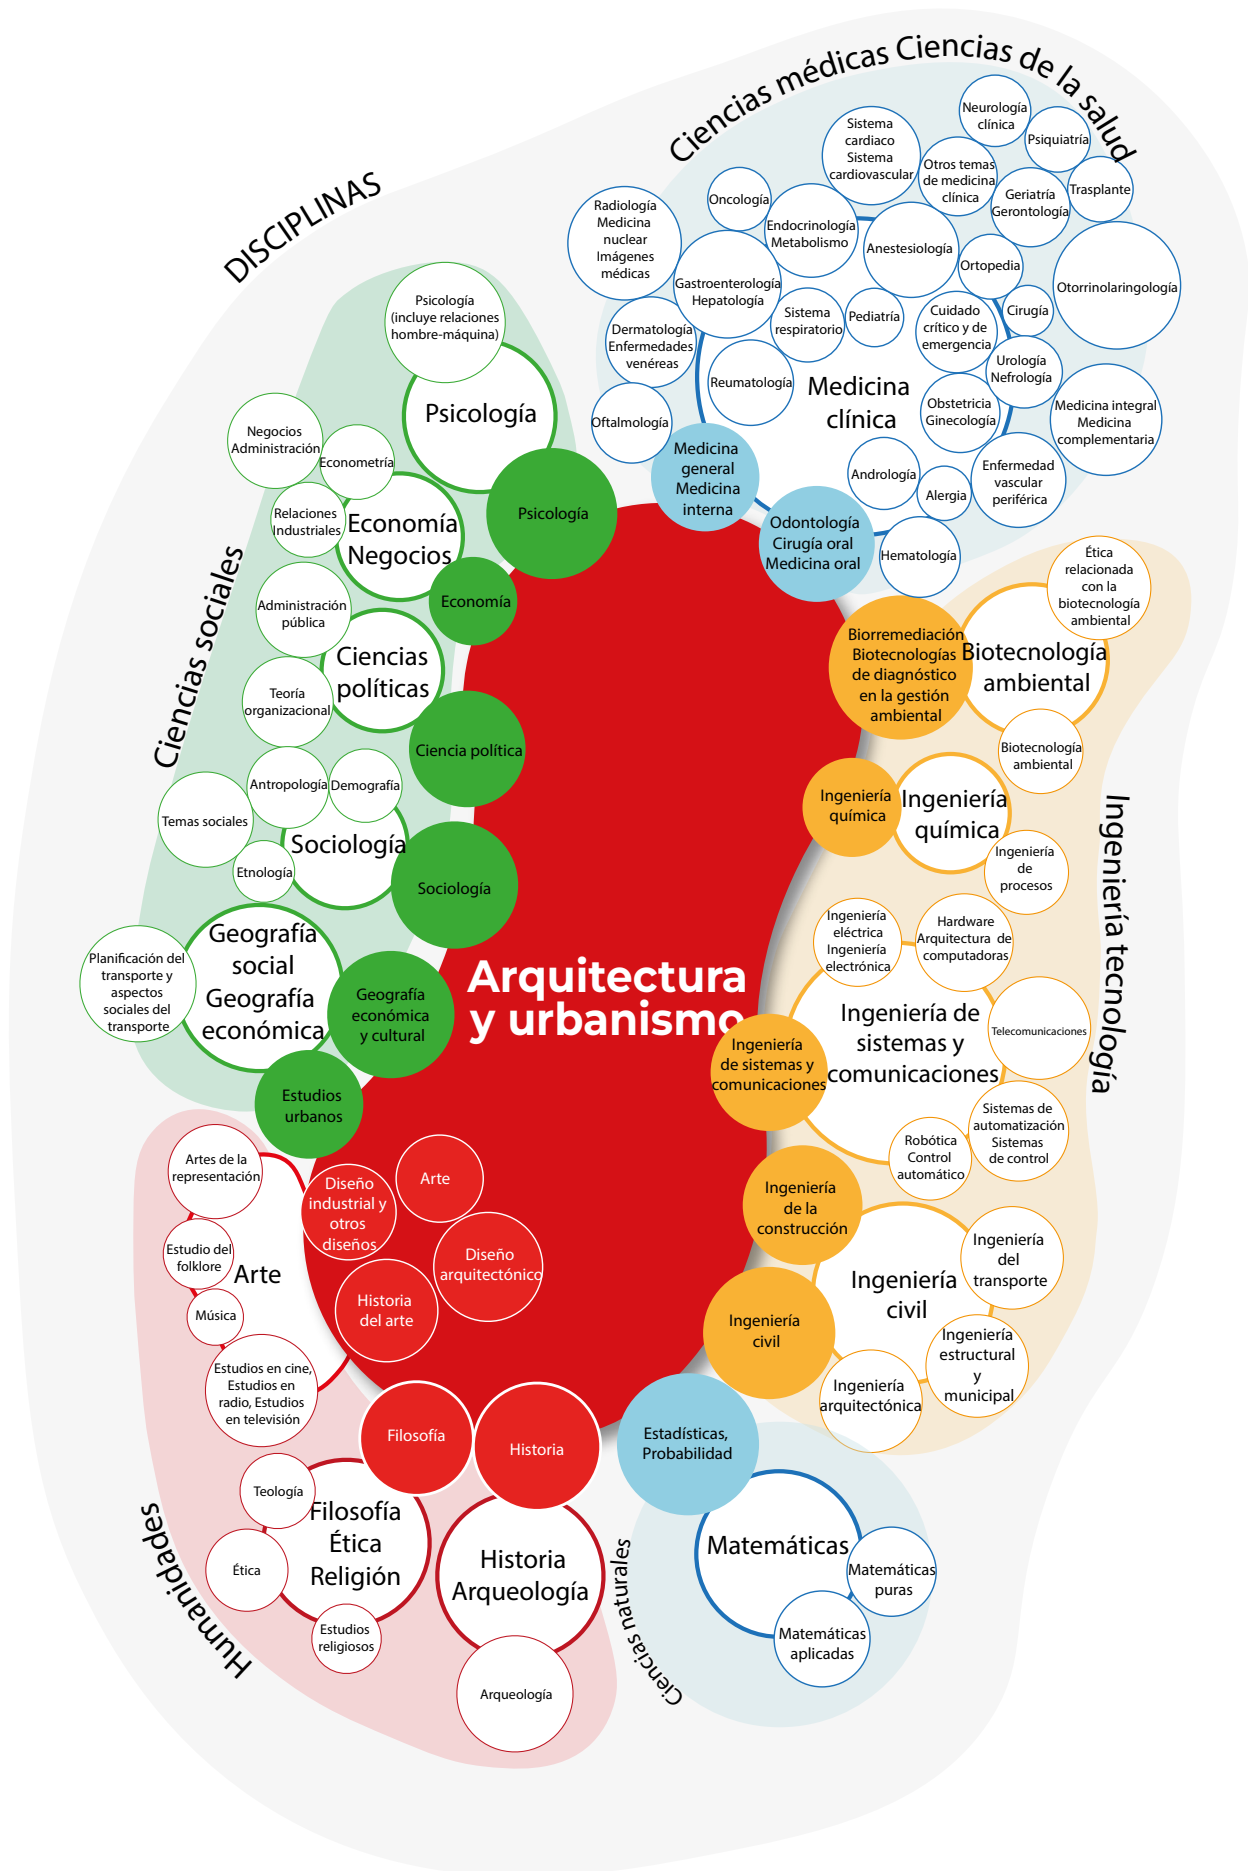 DISCIPLINAS
Ciencias médicas Ciencias de la salud
Neurología
clínica
Psiquiatría
Sistema
cardiaco
Sistema
cardiovascular
Otros temas
de medicina
clínica
Geriatría
Gerontología
Trasplante
Oncología
Radiología
Medicina
nuclear
Imágenes
médicas
Endocrinología
Metabolismo
Anestesiología
Ortopedia
Otorrinolaringología
Gastroenterología
Hepatología
Sistema
respiratorio
Pediatría
Cuidado
crítico y de
emergencia
Cirugía
Dermatología
Enfermedades
venéreas
Reumatología
Urología
Nefrología
Medicina
clínica
Obstetricia
Ginecología
Medicina integral
Medicina
complementaria
Oftalmología
Medicina
general
Medicina
interna
Andrología
Alergia
Enfermedad
vascular
periférica
Odontología
Cirugía oral
Medicina oral
Hematología
Ciencias sociales
Psicología
(incluye relaciones
hombre-máquina)
Psicología
Psicología
Negocios
Administración
Econometría
Relaciones
Industriales
Economía
Negocios
Economía
Administración
pública
Ciencias
políticas
Teoría
organizacional
Ciencia política
Antropología
Demografía
Temas sociales
Etnología
Sociología
Sociología
Geografía
social
Geografía
económica
Planificación del
transporte y
aspectos
sociales del
transporte
Geografía
económica
y cultural
Estudios
urbanos
Arquitectura
y urbanismo
Ingeniería tecnología
Ética
relacionada
con la
biotecnología
ambiental
Biorremediación
Biotecnologías
de diagnóstico
en la gestión
ambiental
Biotecnología
ambiental
Biotecnología
ambiental
Ingeniería
química
Ingeniería
química
Ingeniería
de
procesos
Ingeniería
eléctrica
Ingeniería
electrónica
Hardware
Arquitectura de
computadoras
Telecomunicaciones
Ingeniería de
sistemas y
comunicaciones
Ingeniería
de sistemas y
comunicaciones
Sistemas de
automatización
Sistemas
de control
Robótica
Control
automático
Ingeniería
de la
construcción
Ingeniería
del
transporte
Ingeniería
civil
Ingeniería
civil
Ingeniería
estructural
y
municipal
Ingeniería
arquitectónica
Humanidades
Artes de la
representación
Diseño
industrial y
otros
diseños
Arte
Diseño
arquitectónico
Historia
del arte
Estudio del
folklore
Arte
Música
Estudios en cine,
Estudios en
radio, Estudios
en televisión
Filosofía
Historia
Teología
Filosofía
Ética
Religión
Ética
Estudios
religiosos
Historia
Arqueología
Arqueología
Ciencias naturales
Estadísticas,
Probabilidad
Matemáticas
Matemáticas
puras
Matemáticas
aplicadas